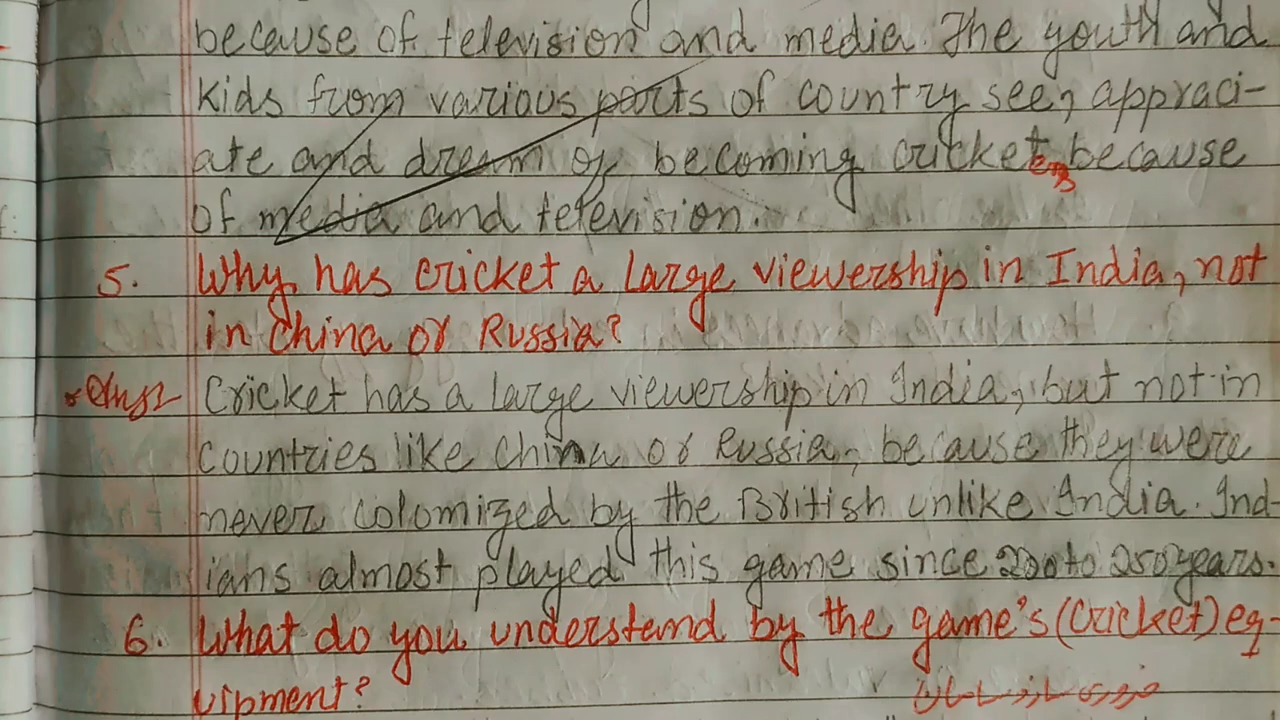 because of television and media. The youth and
kids from various parts of country see, appraci-
ate and dream of becoming cricketers because
of media and television.
5. Why has cricket a large viewership in India, not
in China or Russia?
Ans Cricket has a large viewership in India, but not in
countries like China or Russia, because they were
never colomized by the British unlike India. Ind-
ians almost played this game since 200 to 250 years.
6. What do you understand by the game's (Cricket) eq-
uipment?
ضروری ساز و سامان